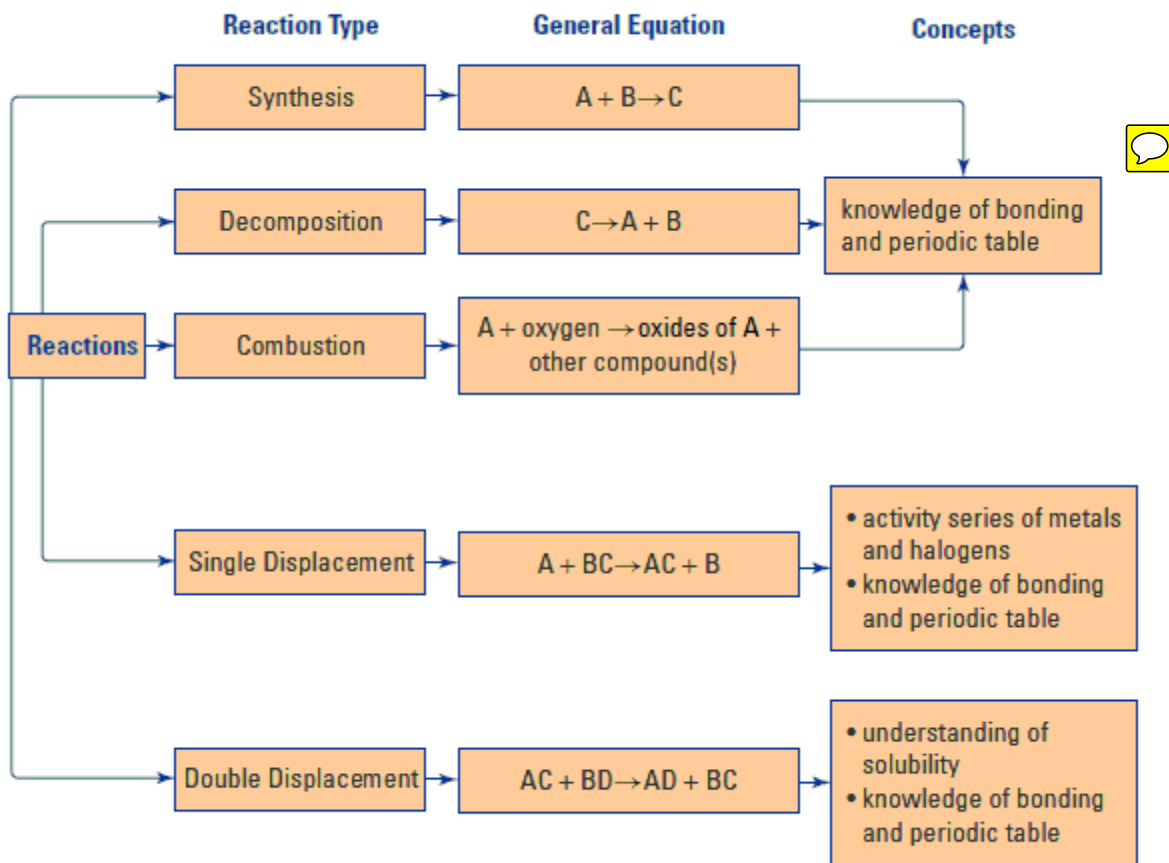 Reaction Type
General Equation
Concepts
Synthesis
A + B→C
Decomposition
C→A + B
knowledge of bonding
and periodic table
Reactions
Combustion
A + oxygen →oxides of A +
other compound(s)
Single Displacement
A + BC→AC + B
• activity series of metals
and halogens
• knowledge of bonding
and periodic table
Double Displacement
AC + BD→AD + BC
• understanding of
solubility
• knowledge of bonding
and periodic table